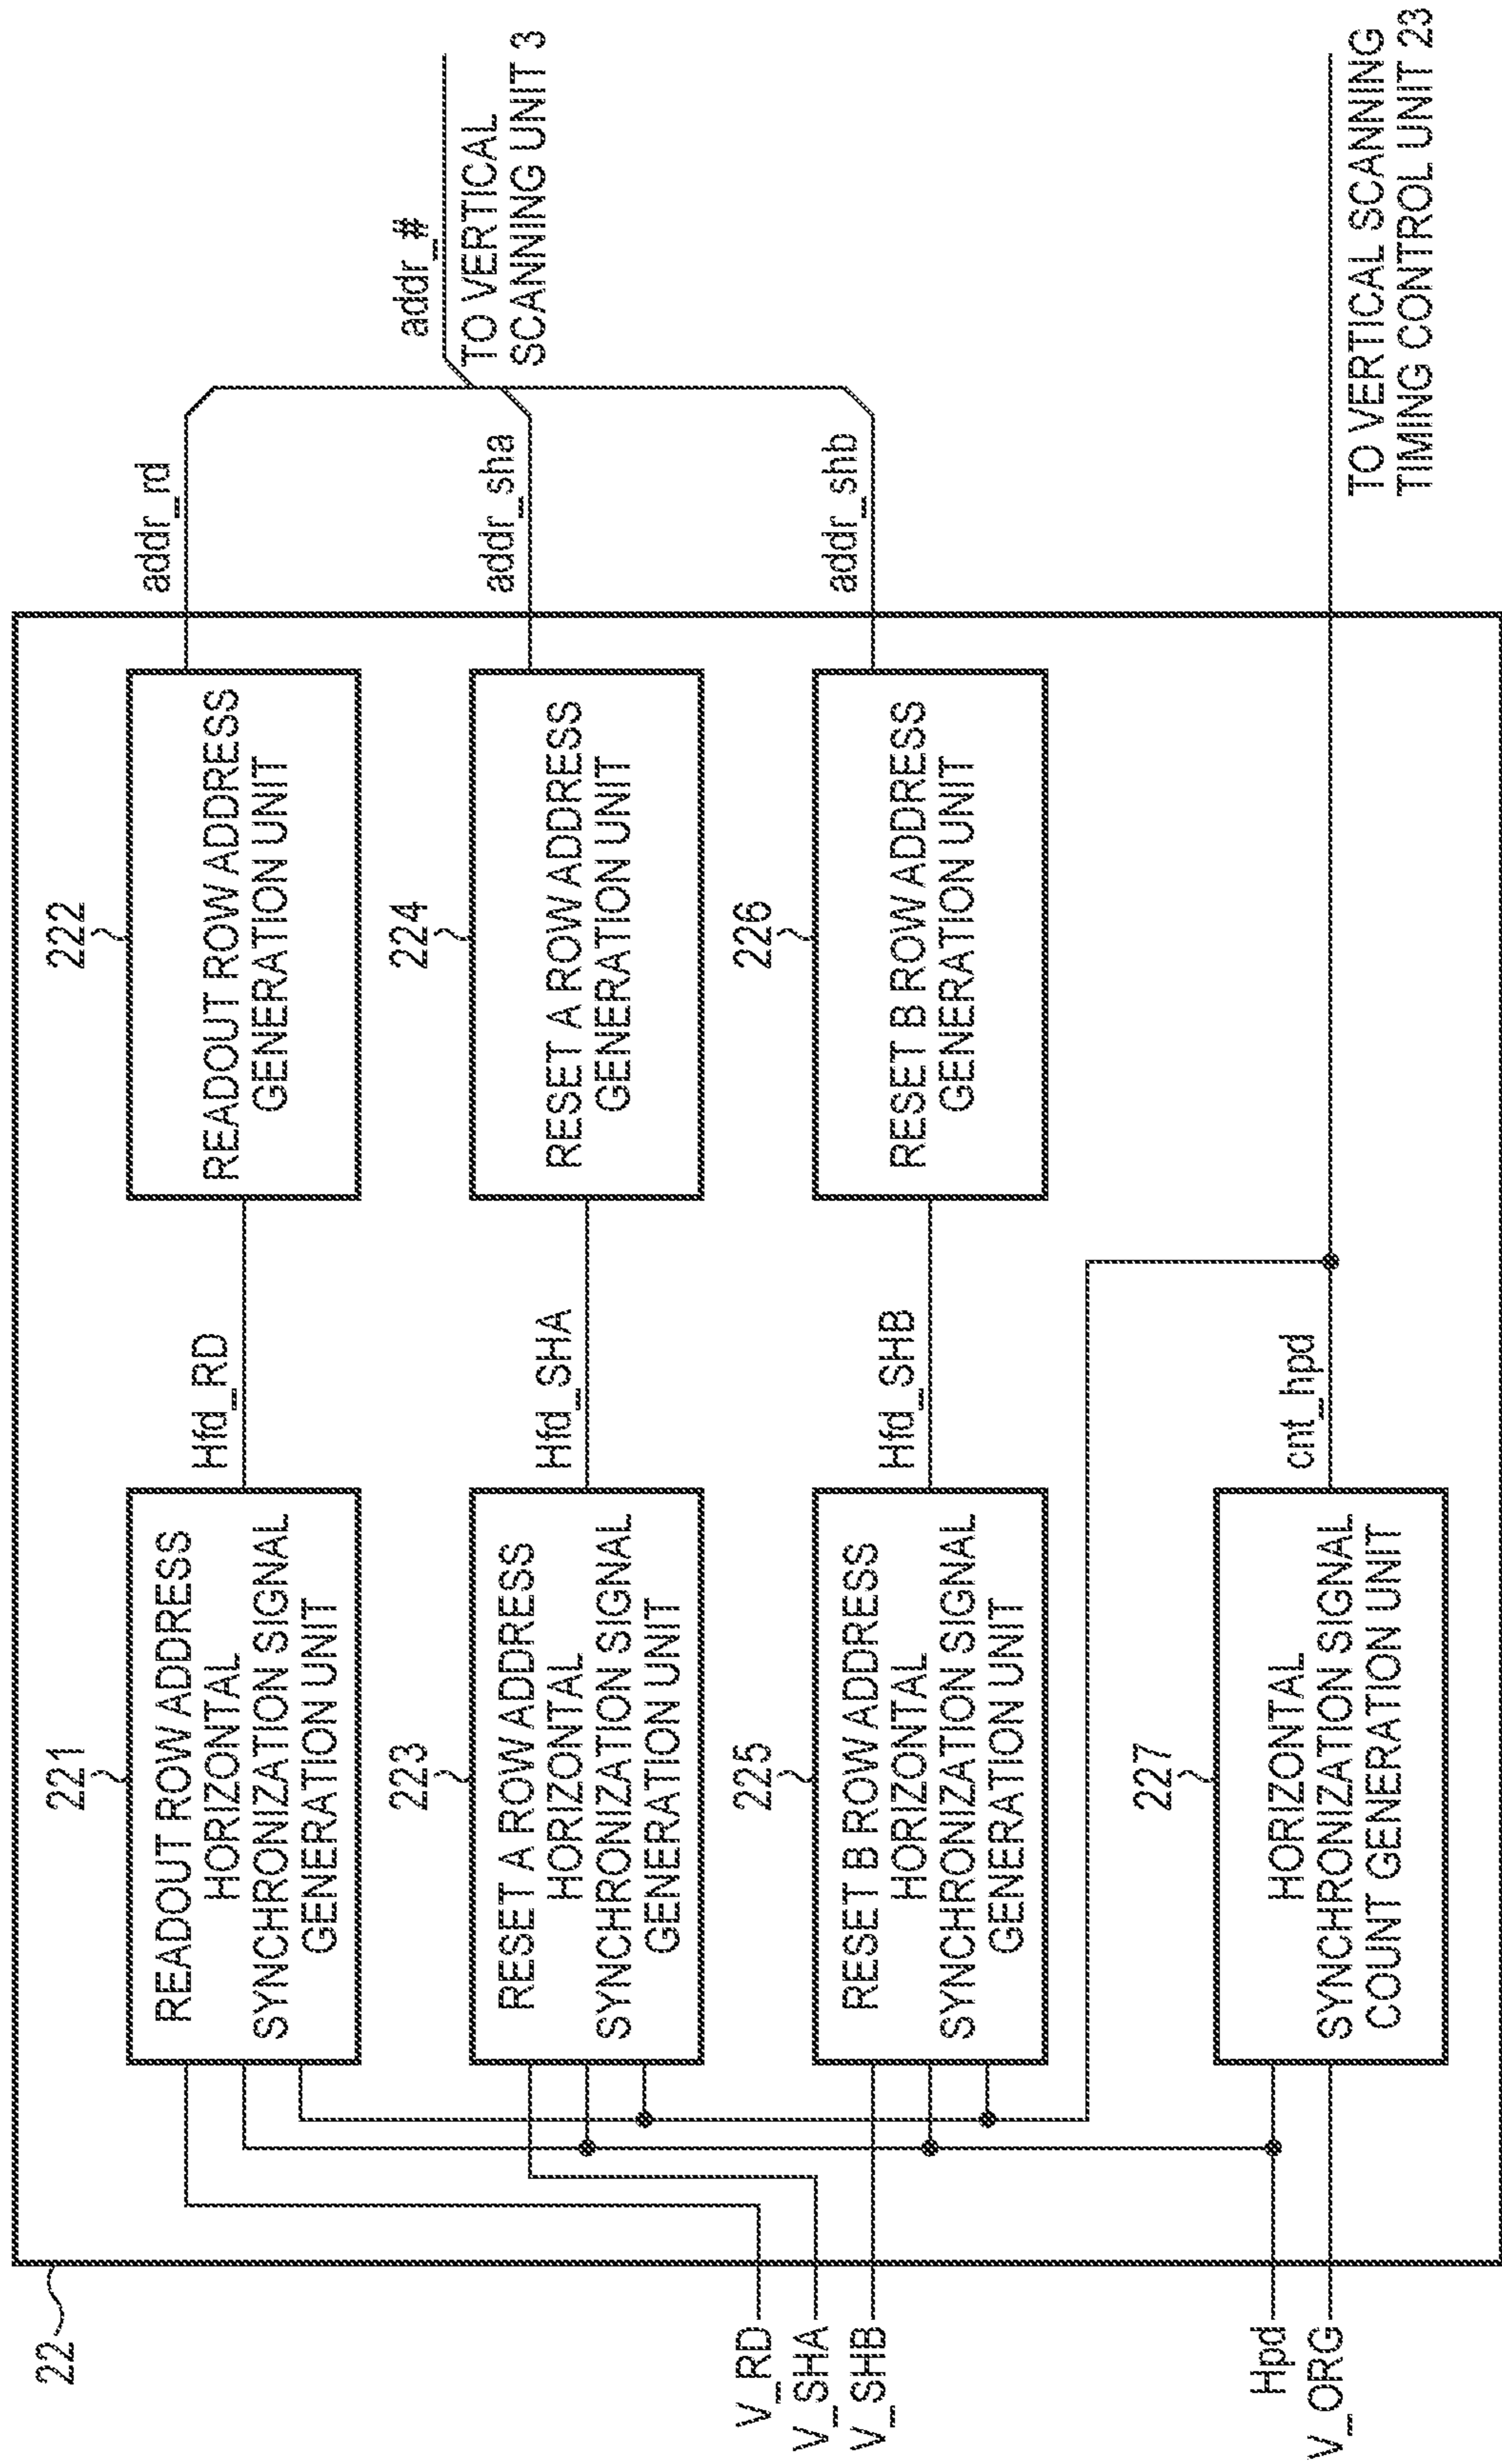 22
221
READOUT ROW ADDRESS
HORIZONTAL
SYNCHRONIZATION SIGNAL
GENERATION UNIT
Hfd_RD
222
READOUT ROW ADDRESS
GENERATION UNIT
addr_rd
223
RESET A ROW ADDRESS
HORIZONTAL
SYNCHRONIZATION SIGNAL
GENERATION UNIT
Hfd_SHA
224
RESET A ROW ADDRESS
GENERATION UNIT
addr_sha
addr_#
TO VERTICAL
SCANNING UNIT 3
V_RD
V_SHA
V_SHB
225
RESET B ROW ADDRESS
HORIZONTAL
SYNCHRONIZATION SIGNAL
GENERATION UNIT
Hfd_SHB
226
RESET B ROW ADDRESS
GENERATION UNIT
addr_shb
Hpd
V_ORG
227
HORIZONTAL
SYNCHRONIZATION SIGNAL
COUNT GENERATION UNIT
cnt_hpd
TO VERTICAL SCANNING
TIMING CONTROL UNIT 23